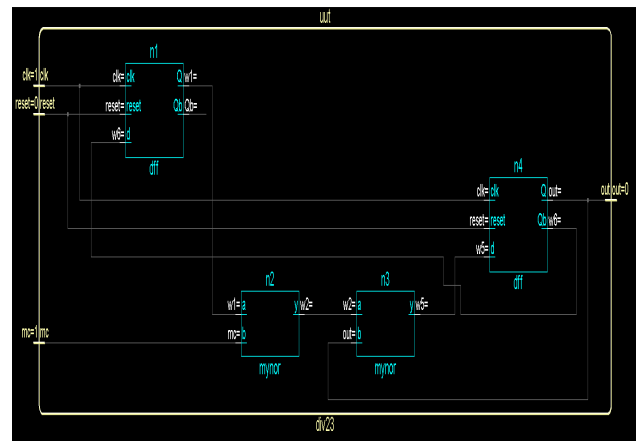 uut
n1
clk=1 clk clk= clk Q w1=
reset=0 reset reset= reset Qb Qb=
w6= d
dff
n4
clk= clk Q out= out out=0
reset= reset Qb w6=
w5= d
dff
n2 n3
w1= a y w2= w2= a y w5=
mc=1 mc mc= b out= b
mynor mynor
div23